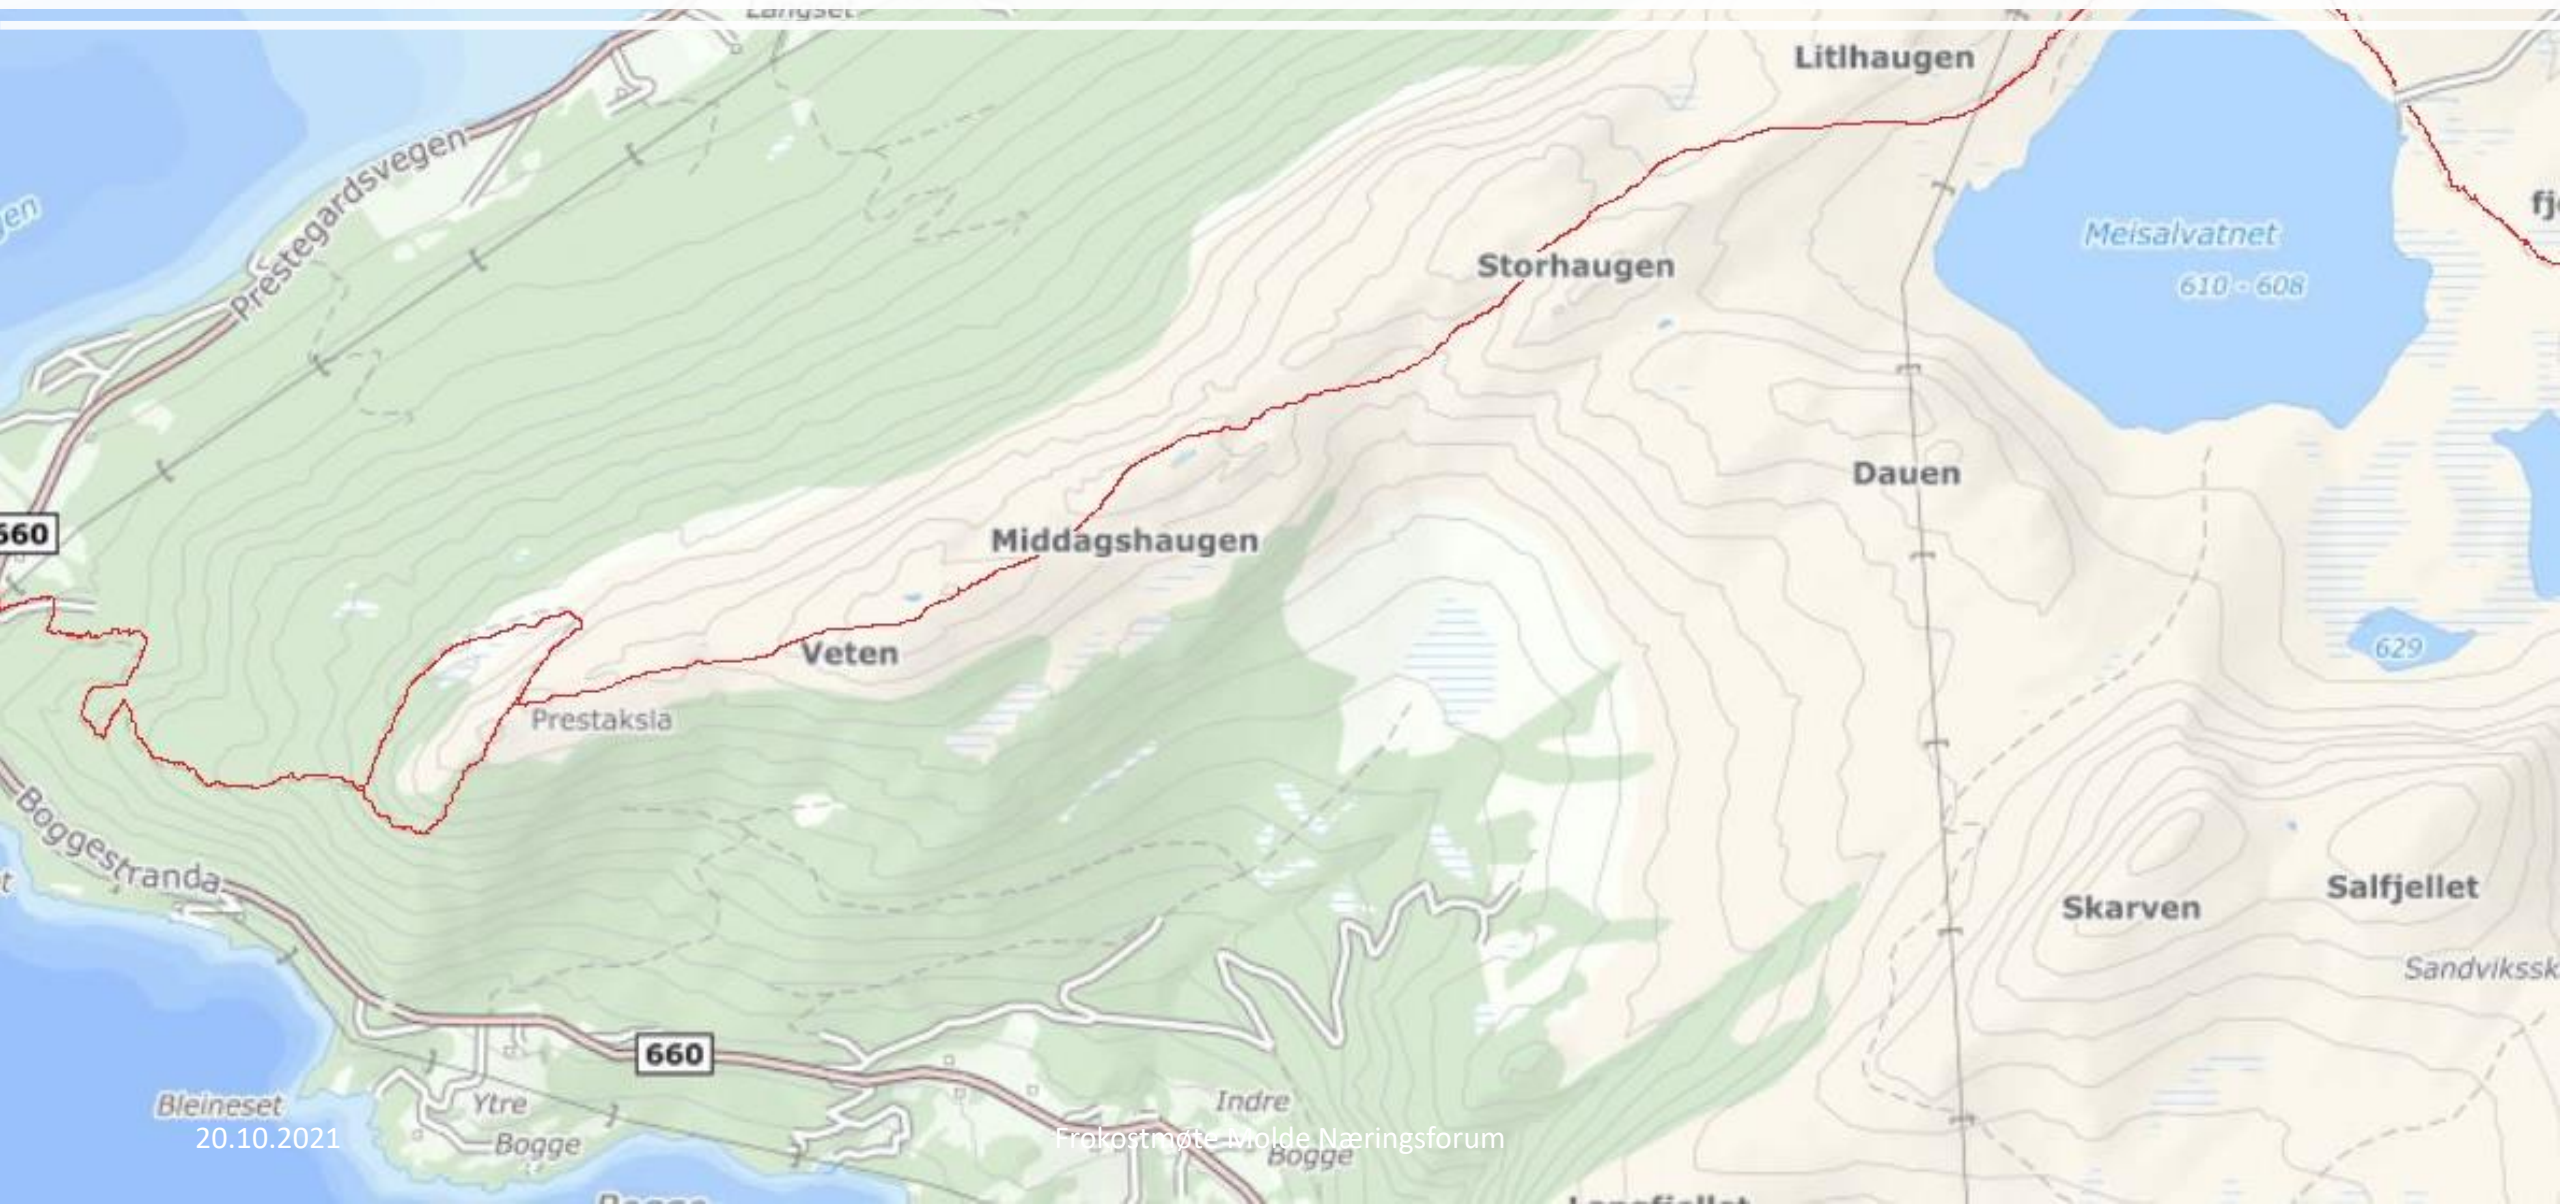 Langset
Litlhaugen
Prestegardsvegen
Meisalvatnet
610 - 608
Storhaugen
Dauen
660
Middagshaugen
Veten
629
Prestaksla
Boggestranda
Salfjellet
Skarven
660
Bleineset
Ytre
Bogge
Indre
Bogge
20.10.2021
Frokostmøte Molde Næringsforum